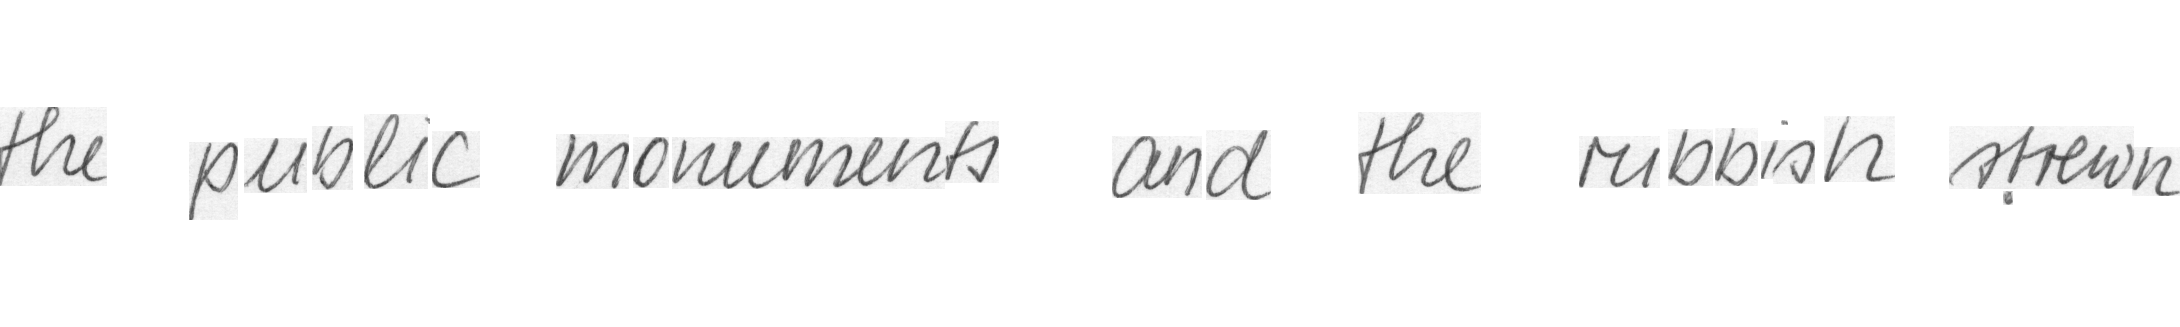 the public monuments and the rubbish strewn